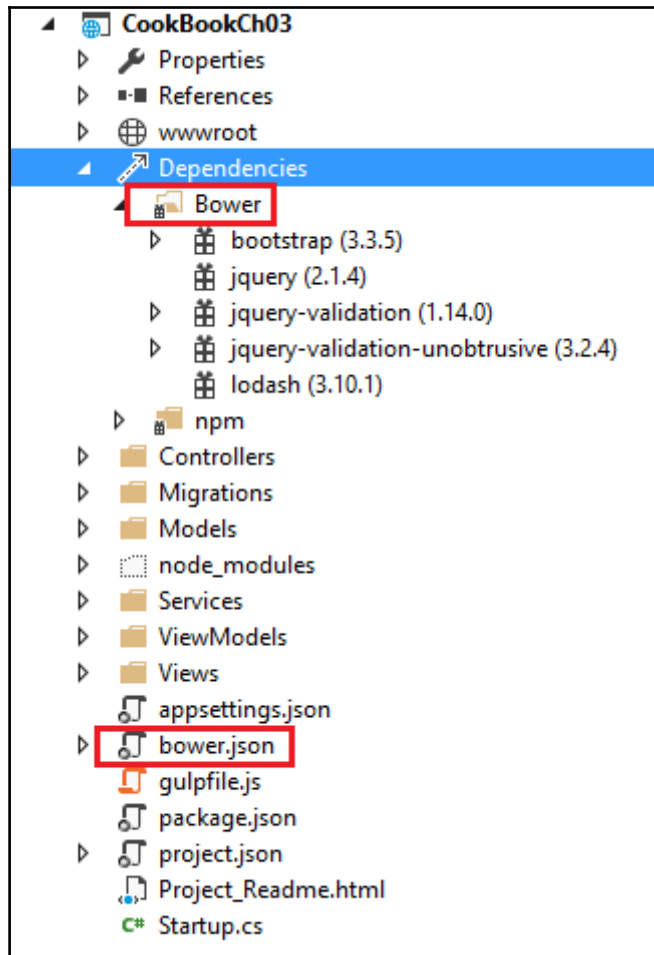 CookBookCh03
Properties
References
wwwroot
Dependencies
Bower
bootstrap (3.3.5)
jquery (2.1.4)
jquery-validation (1.14.0)
jquery-validation-unobtrusive (3.2.4)
lodash (3.10.1)
npm
Controllers
Migrations
Models
node_modules
Services
ViewModels
Views
appsettings.json
bower.json
gulpfile.js
package.json
project.json
Project_Readme.html
C# Startup.cs